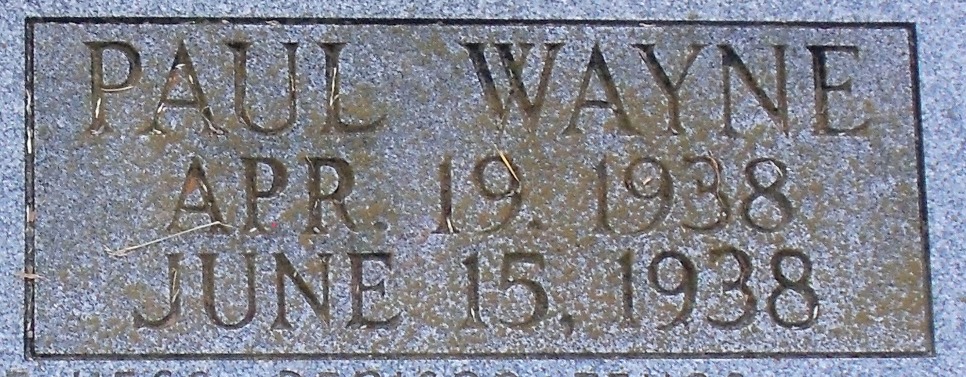 PAUL WAYNE
APR. 19. 1938
JUNE 15, 1938